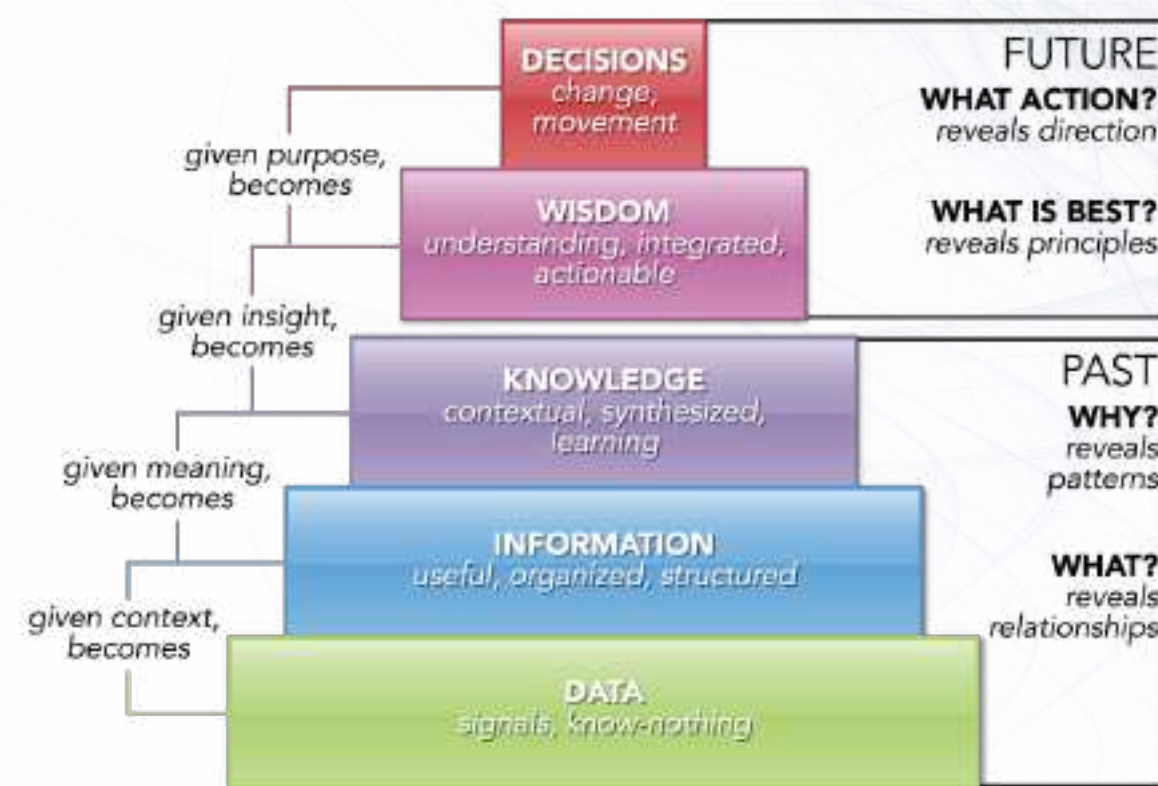 DECISIONS
change,
movement
FUTURE
WHAT ACTION?
reveals direction
given purpose,
becomes
WISDOM
understanding, integrated,
actionable
WHAT IS BEST?
reveals principles
given insight,
becomes
KNOWLEDGE
contextual, synthesized,
learning
PAST
WHY?
reveals
patterns
given meaning,
becomes
INFORMATION
useful, organized, structured
WHAT?
reveals
relationships
given context,
becomes
DATA
signals, know-nothing